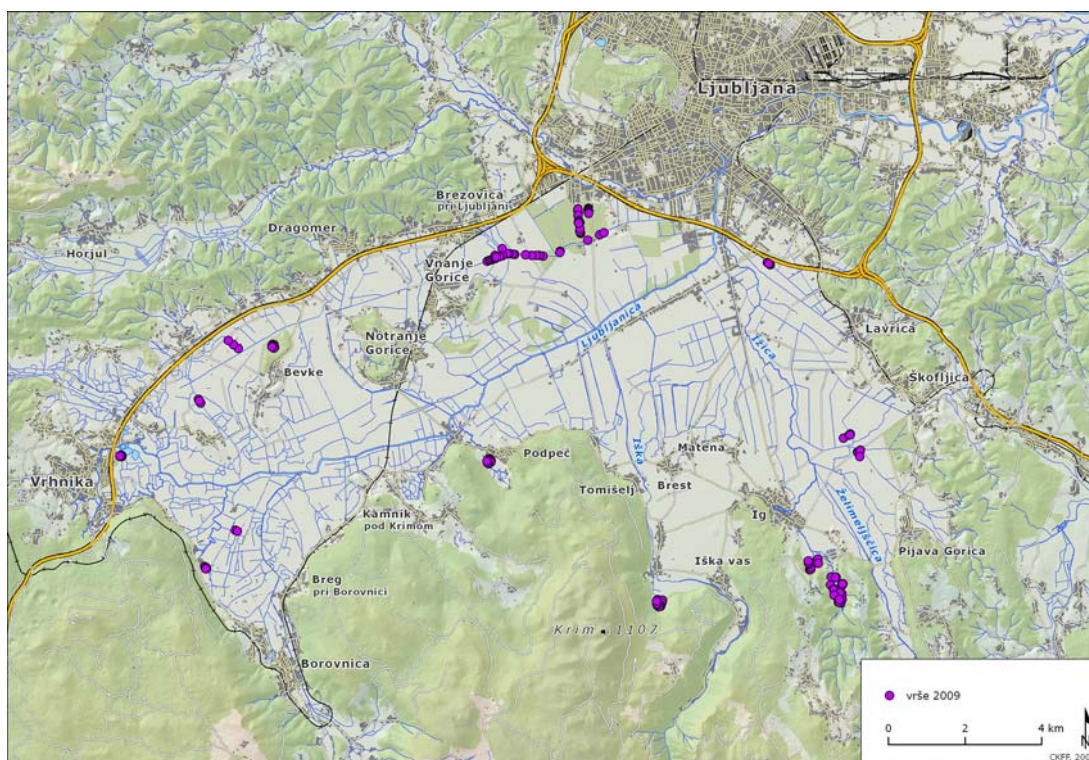 Ljubljana
Brezovica
pri Ljubljani
Dragomer
Horjul
Vnanje
Gorice
Ljubljanica
Notranje
Gorice
Ižica
Lavrica
Bevke
Škofljica
Iška
Matena
Podpeč
Vrhnika
Tomišelj
Brest
Kamnik
pod Krimom
Ig
Želimeljščica
Pijava Gorica
Iška vas
Breg
pri Borovnici
Krim 1107
Borovnica
vrše 2009
0 2 4 km
N